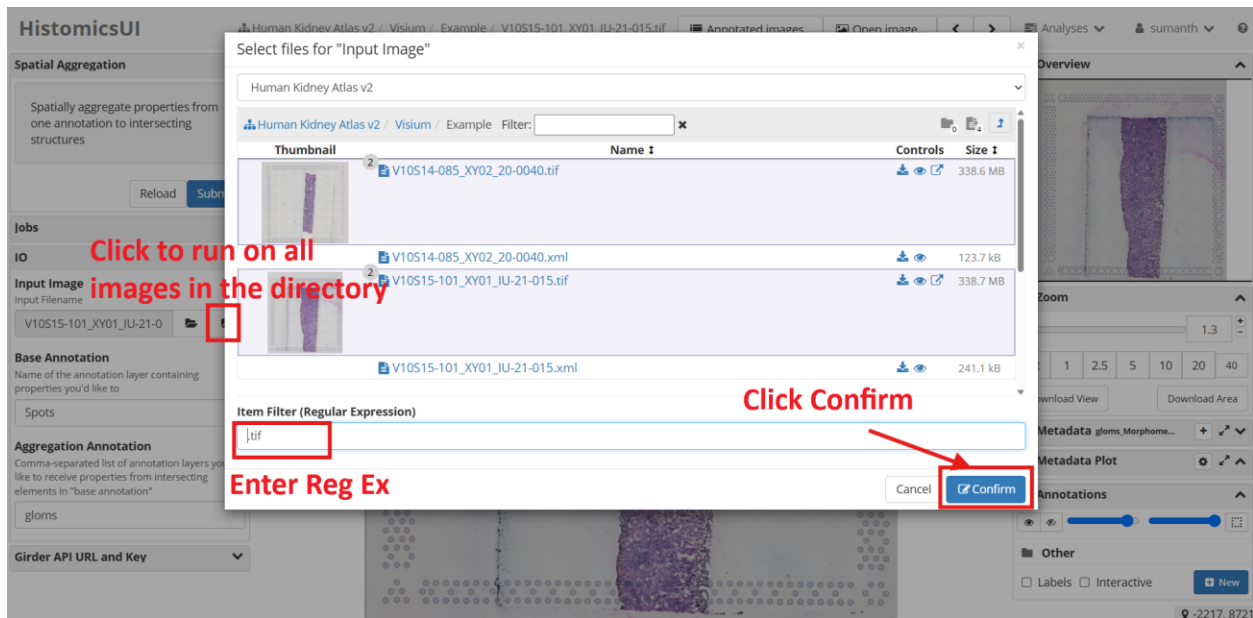 HistomicsUI
Human Kidney Atlas v2 / Visium / Example / V10S15-101_XY01_IU-21-015.tif
Annotated images
Open image
Analyses
sumanth
Spatial Aggregation
Spatially aggregate properties from
one annotation to intersecting
structures
Reload
Subm
Jobs
IO
Click to run on all
images in the directory
Input Image
Input Filename
V10S15-101_XY01_IU-21-0
Base Annotation
Name of the annotation layer containing
properties you'd like to
Spots
Aggregation Annotation
Comma-separated list of annotation layers you
like to receive properties from intersecting
elements in "base annotation"
gloms
Girder API URL and Key
Select files for "Input Image"
×
Human Kidney Atlas v2
Human Kidney Atlas v2 / Visium / Example Filter:
0 4
Thumbnail Name Controls Size
2 V10S14-085_XY02_20-0040.tif 338.6 MB
V10S14-085_XY02_20-0040.xml 123.7 kB
2 V10S15-101_XY01_IU-21-015.tif 338.7 MB
V10S15-101_XY01_IU-21-015.xml 241.1 kB
Item Filter (Regular Expression)
.tif
Enter Reg Ex
Click Confirm
Cancel
Confirm
Overview
Zoom
1.3
1 2.5 5 10 20 40
Download Area
Metadata gloms_Morphome...
Metadata Plot
Annotations
Other
Labels Interactive
New
-2217, 8721